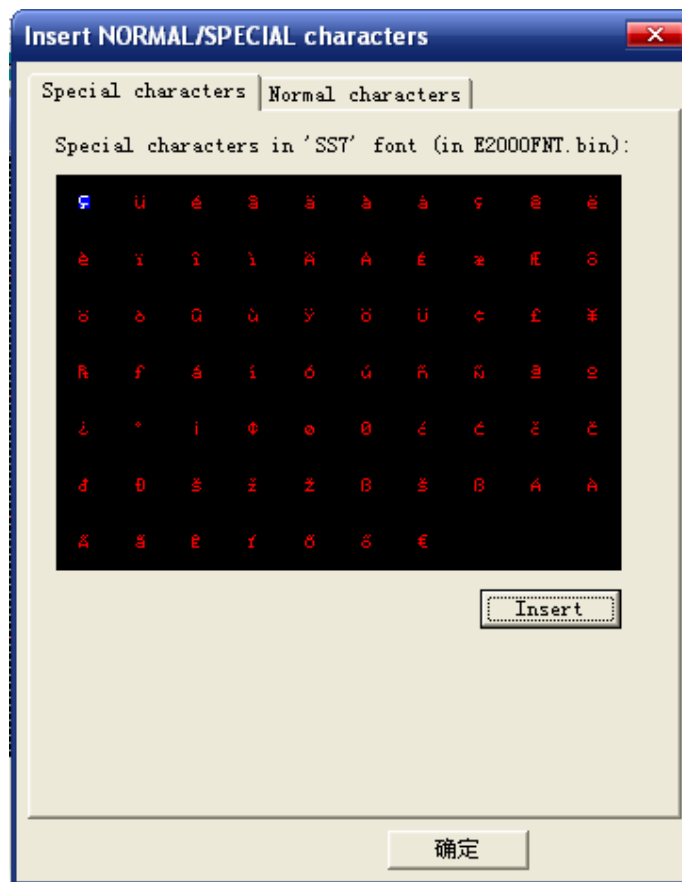 Insert NORMAL/SPECIAL characters
Special characters Normal characters
Special characters in 'SS7' font (in E2000FNT.bin):
Ç ü é â ä à ç ë
è ï î ì Ä É æ Æ ô
ö ò û ù ÿ Ü ¢ £ ¥
₧ ƒ á í ó ú ñ Ñ ª º
¿ ° ¡ ø č
đ Đ š ž Ž ß À
ã €
Insert
确定